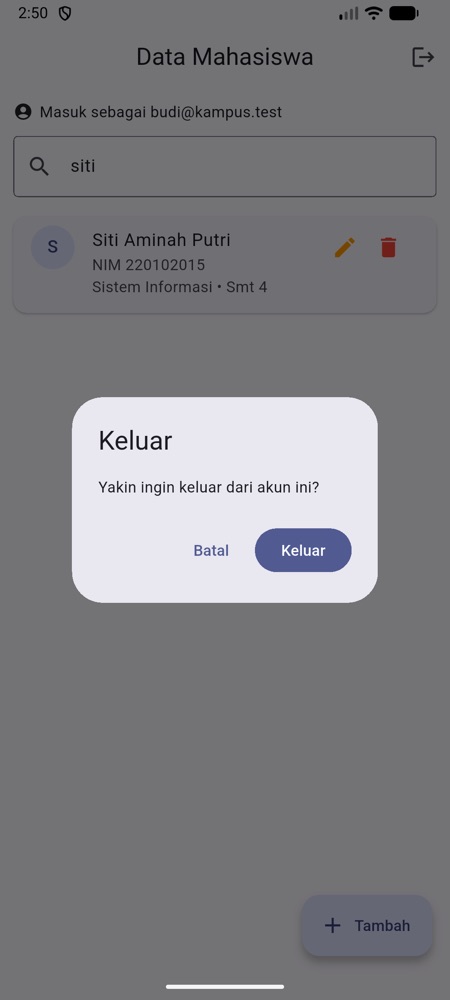 2:50
Data Mahasiswa
Masuk sebagai budi@kampus.test
siti
S
Siti Aminah Putri
NIM 220102015
Sistem Informasi • Smt 4
Keluar
Yakin ingin keluar dari akun ini?
Batal
Keluar
Tambah